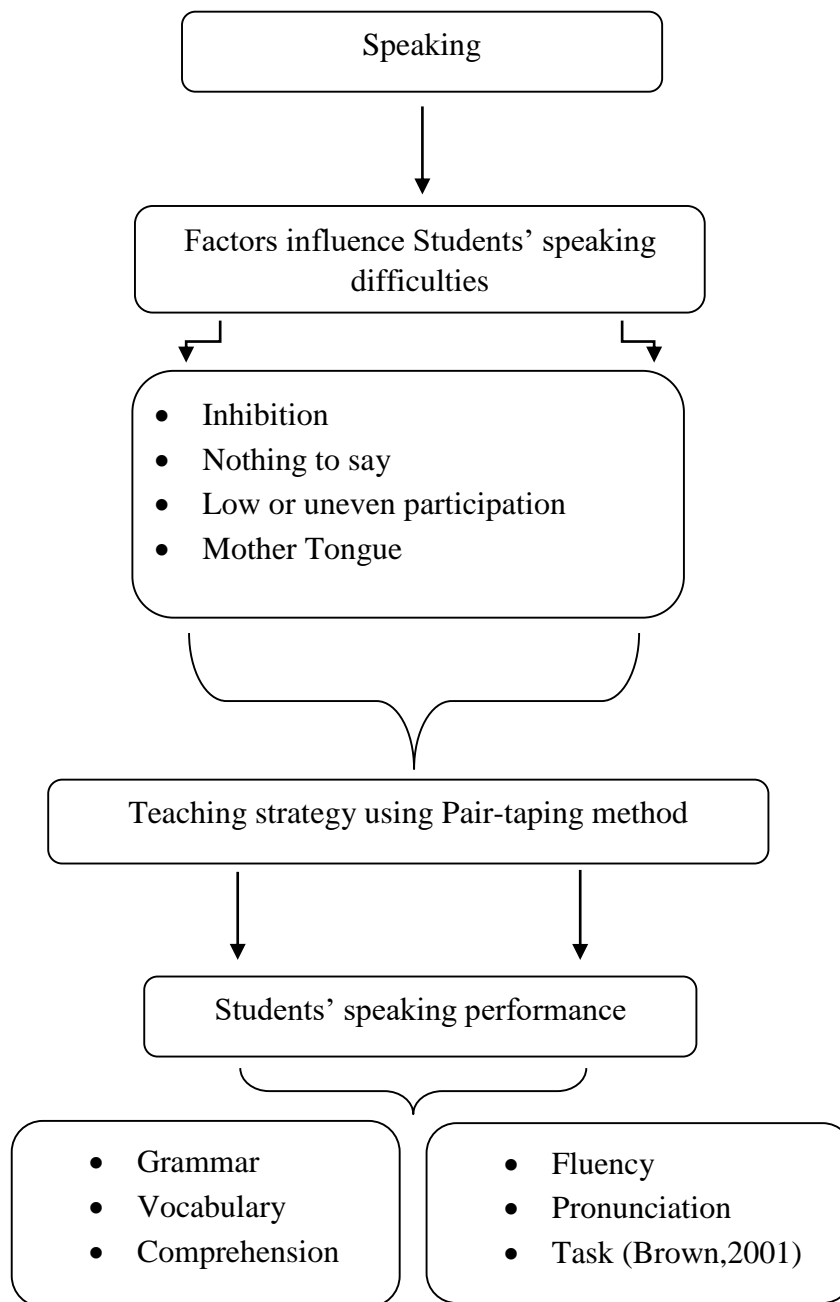 Speaking
Factors influence Students’ speaking
difficulties
• Inhibition
• Nothing to say
• Low or uneven participation
• Mother Tongue
Teaching strategy using Pair-taping method
Students’ speaking performance
• Grammar
• Vocabulary
• Comprehension
• Fluency
• Pronunciation
• Task (Brown,2001)